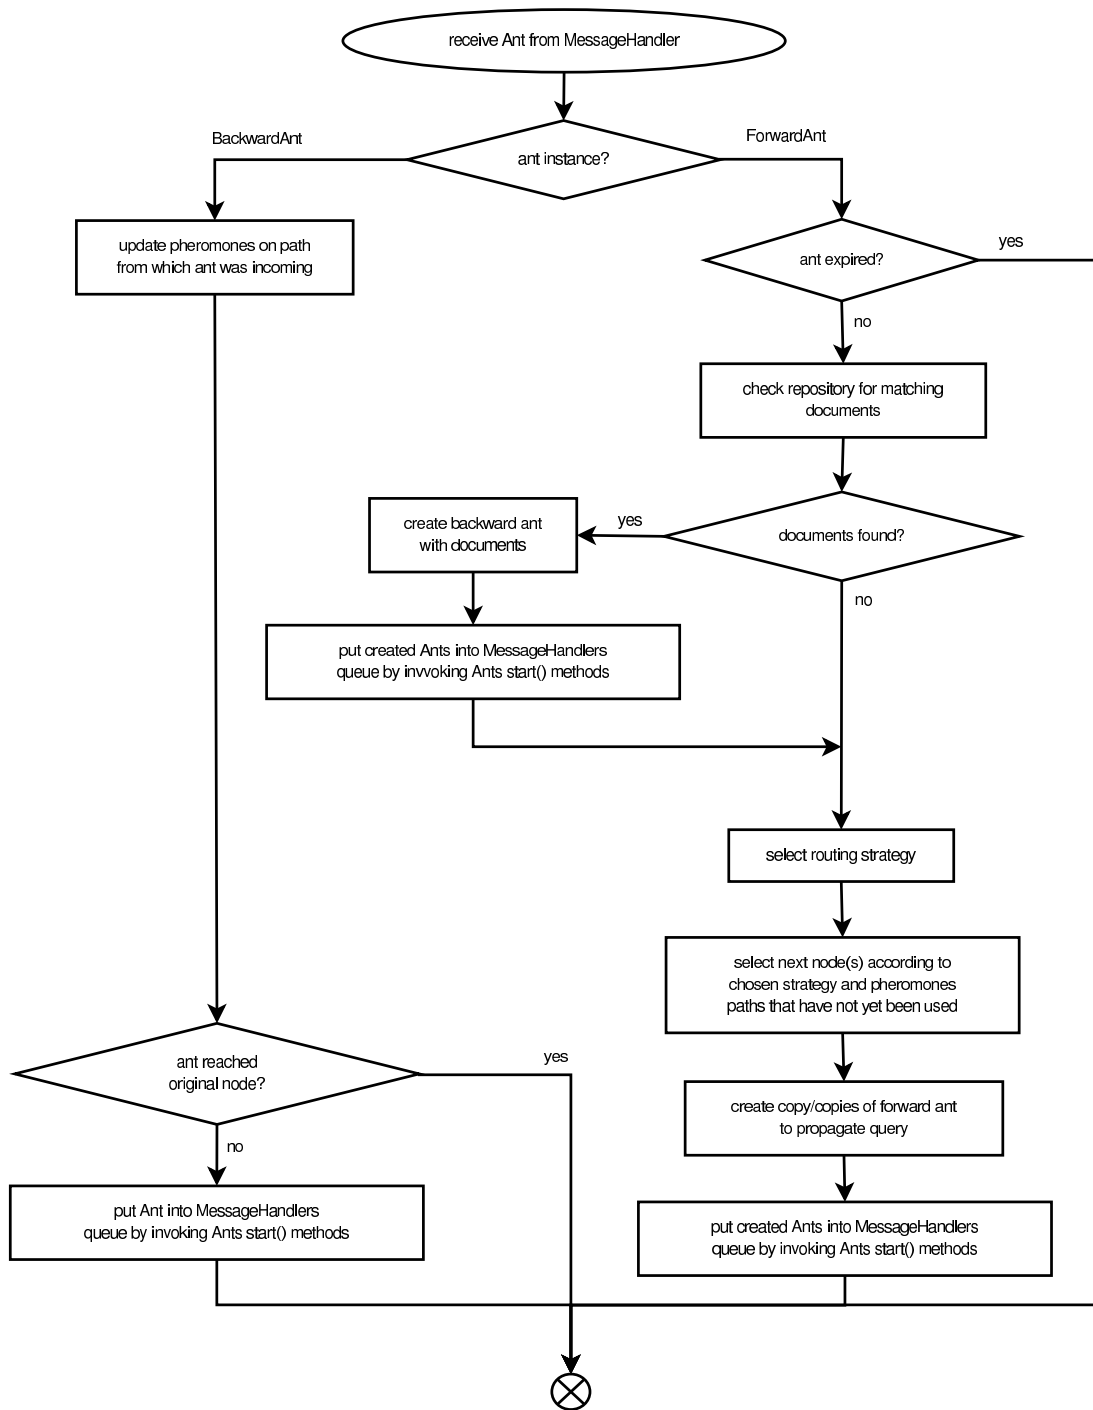 receive Ant from MessageHandler
BackwardAnt
ForwardAnt
ant instance?
update pheromones on path
from which ant was incoming
ant expired?
yes
no
check repository for matching
documents
create backward ant
with documents
yes
documents found?
no
put created Ants into MessageHandlers
queue by invvoking Ants start() methods
select routing strategy
select next node(s) according to
chosen strategy and pheromones
paths that have not yet been used
ant reached
original node?
yes
no
create copy/copies of forward ant
to propagate query
put Ant into MessageHandlers
queue by invoking Ants start() methods
put created Ants into MessageHandlers
queue by invoking Ants start() methods